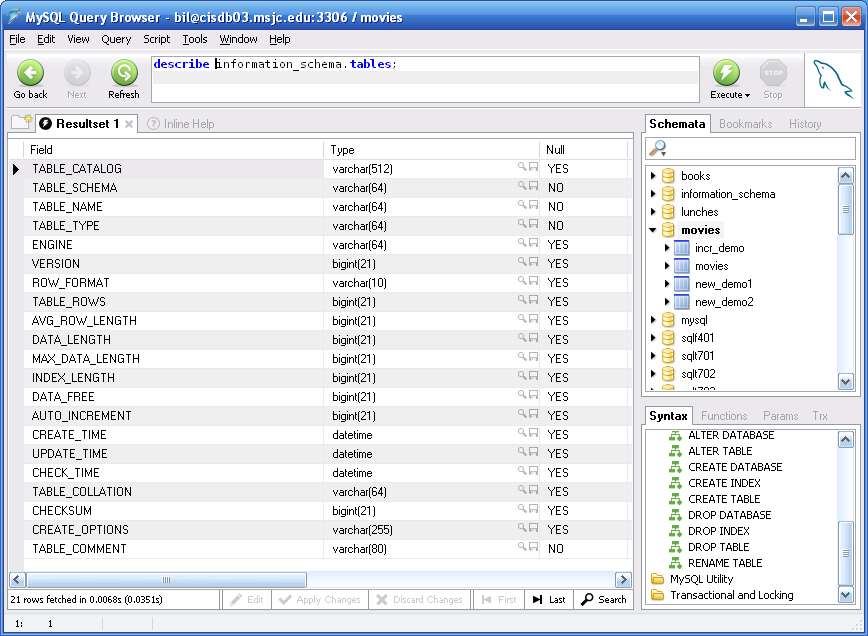 MySQL Query Browser - bil@cisdb03.msjc.edu:3306 / movies
File Edit View Query Script Tools Window Help
Go back Next Refresh
describe information_schema.tables;
Execute Stop
Resultset 1 Inline Help
Field Type Null
TABLE_CATALOG varchar(512) YES
TABLE_SCHEMA varchar(64) NO
TABLE_NAME varchar(64) NO
TABLE_TYPE varchar(64) NO
ENGINE varchar(64) YES
VERSION bigint(21) YES
ROW_FORMAT varchar(10) YES
TABLE_ROWS bigint(21) YES
AVG_ROW_LENGTH bigint(21) YES
DATA_LENGTH bigint(21) YES
MAX_DATA_LENGTH bigint(21) YES
INDEX_LENGTH bigint(21) YES
DATA_FREE bigint(21) YES
AUTO_INCREMENT bigint(21) YES
CREATE_TIME datetime YES
UPDATE_TIME datetime YES
CHECK_TIME datetime YES
TABLE_COLLATION varchar(64) YES
CHECKSUM bigint(21) YES
CREATE_OPTIONS varchar(255) YES
TABLE_COMMENT varchar(80) NO
21 rows fetched in 0.0068s (0.0351s) Edit Apply Changes Discard Changes First Last Search
1: 1
Schemata Bookmarks History
books
information_schema
lunches
movies
incr_demo
movies
new_demo1
new_demo2
mysql
sqlf401
sqlt701
sqlt702
Syntax Functions Params Trx
ALTER DATABASE
ALTER TABLE
CREATE DATABASE
CREATE INDEX
CREATE TABLE
DROP DATABASE
DROP INDEX
DROP TABLE
RENAME TABLE
MySQL Utility
Transactional and Locking